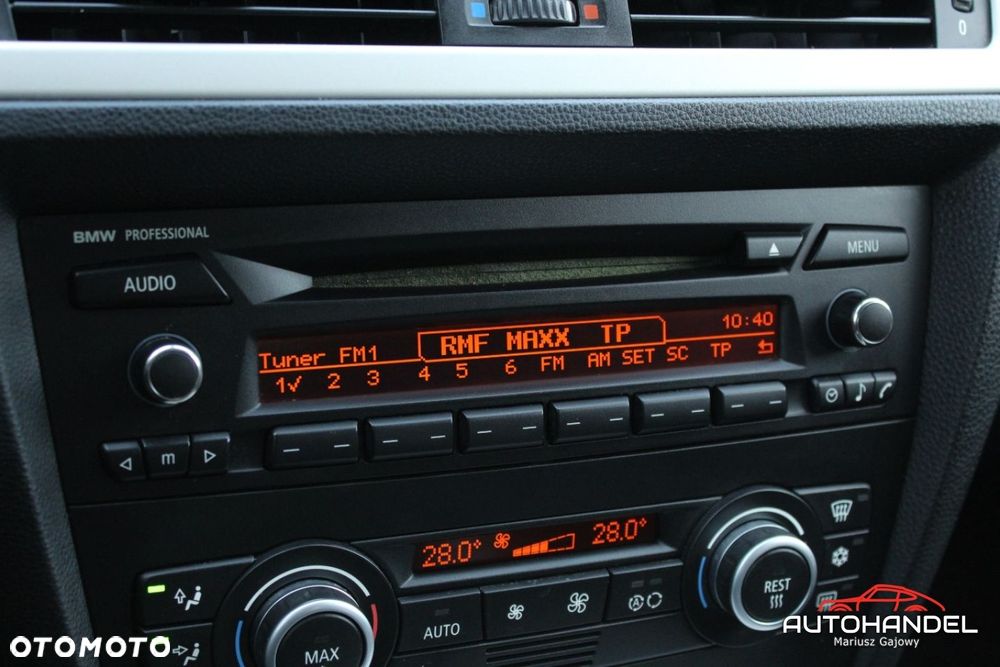 0
BMW PROFESSIONAL
AUDIO
MENU
Tuner FM1 RMF MAXX TP 10:40
1✓ 2 3 4 5 6 FM AM SET SC TP
m
28.0° 28.0°
AUTO
MAX
REST
A
OTOMOTO
AUTOHANDEL
Mariusz Gajowy